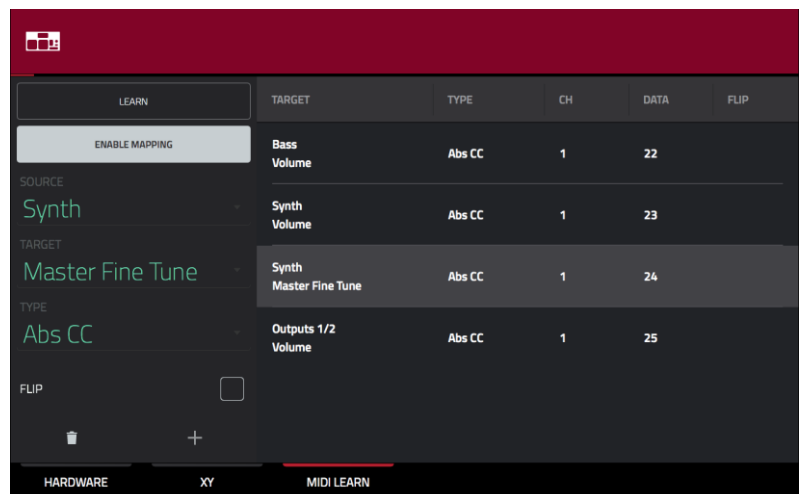 LEARN
ENABLE MAPPING
SOURCE
Synth
TARGET
Master Fine Tune
TYPE
Abs CC
FLIP
TARGET TYPE CH DATA FLIP
Bass
Volume Abs CC 1 22
Synth
Volume Abs CC 1 23
Synth
Master Fine Tune Abs CC 1 24
Outputs 1/2
Volume Abs CC 1 25
HARDWARE XY MIDI LEARN